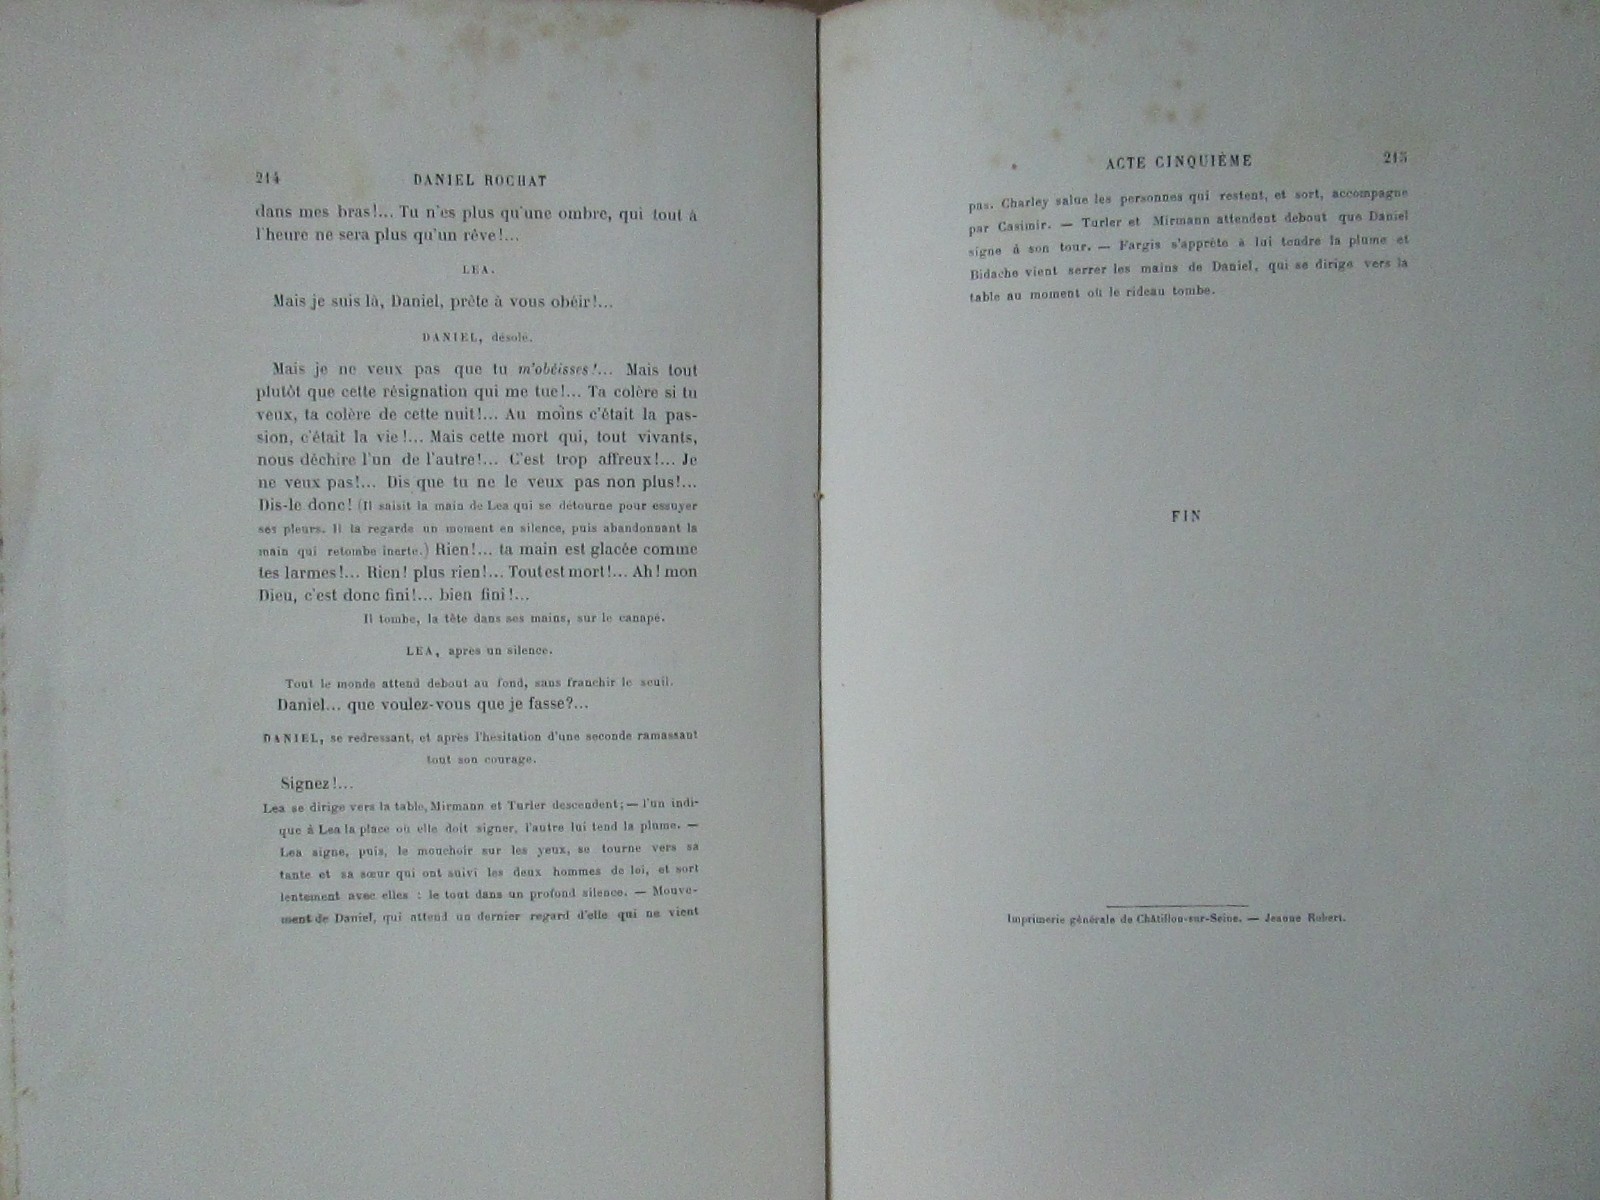 214
DANIEL ROCHAT
dans mes bras!... Tu n'es plus qu'une ombre, qui tout à
l'heure ne sera plus qu'un rêve!...
LEA.
Mais je suis là, Daniel, prête à vous obéir!...
DANIEL, désolé.
Mais je ne veux pas que tu m'obéisses!... Mais tout
plutôt que cette résignation qui me tue!... Ta colère si tu
veux, ta colère de cette nuit!... Au moins c'était la pas-
sion, c'était la vie!... Mais cette mort qui, tout vivants,
nous déchire l'un de l'autre!... C'est trop affreux!... Je
ne veux pas!... Dis que tu ne le veux pas non plus!...
Dis-le donc! (Il saisit la main de Lea qui se détourne pour essuyer
ses pleurs. Il la regarde un moment en silence, puis abandonnant la
main qui retombe inerte.) Rien!... ta main est glacée comme
tes larmes!... Rien! plus rien!... Tout est mort!... Ah! mon
Dieu, c'est donc fini!... bien fini!...
Il tombe, la tête dans ses mains, sur le canapé.
LEA, après un silence.
Tout le monde attend debout au fond, sans franchir le seuil.
Daniel... que voulez-vous que je fasse?...
DANIEL, se redressant, et après l'hésitation d'une seconde ramassant
tout son courage.
Signez!...
Lea se dirige vers la table, Mirmann et Turler descendent; — l'un indi-
que à Lea la place où elle doit signer, l'autre lui tend la plume. —
Lea signe, puis, le mouchoir sur les yeux, se tourne vers sa
tante et sa sœur qui ont suivi les deux hommes de loi, et sort
lentement avec elles : le tout dans un profond silence. — Mouve-
ment de Daniel, qui attend un dernier regard d'elle qui ne vient
ACTE CINQUIÈME
215
pas. Charley salue les personnes qui restent, et sort, accompagne
par Casimir. — Turler et Mirmann attendent debout que Daniel
signe à son tour. — Fargis s'apprête à lui tendre la plume et
Bidache vient serrer les mains de Daniel, qui se dirige vers la
table au moment où le rideau tombe.
FIN
Imprimerie générale de Châtillon-sur-Seine. — Jeanne Robert.